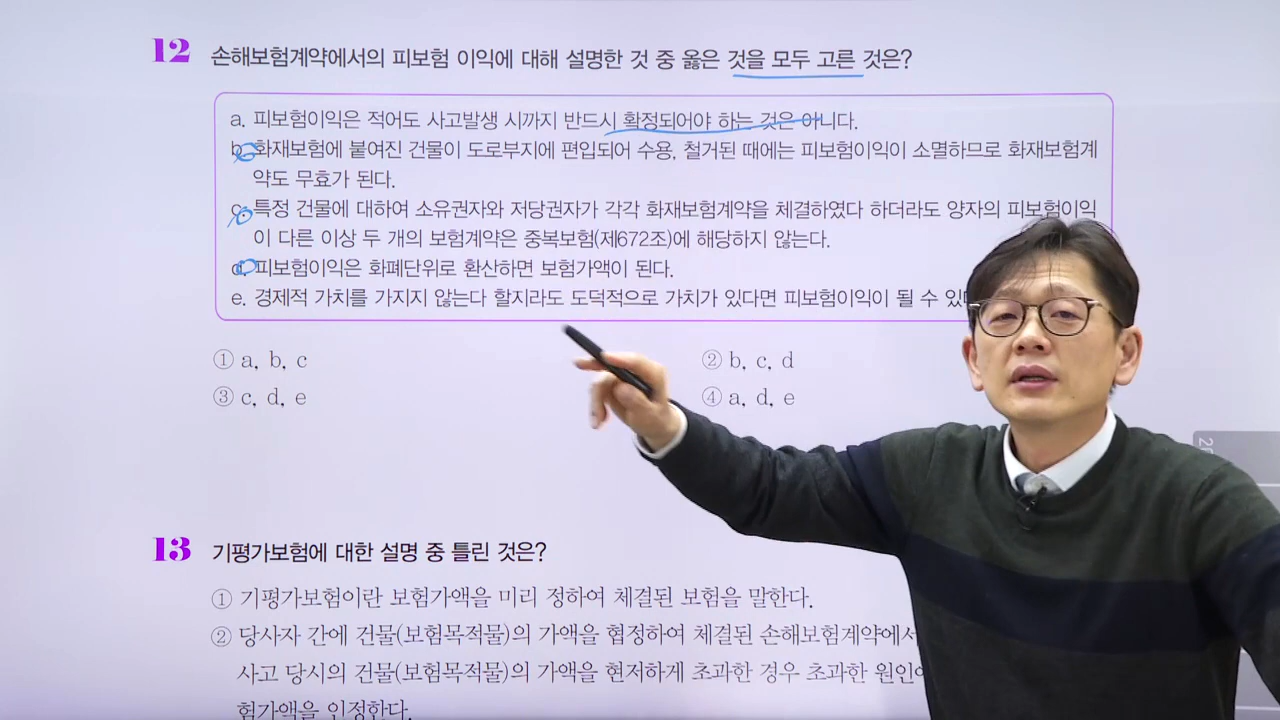 12 손해보험계약에서의 피보험 이익에 대해 설명한 것 중 옳은 것을 모두 고른 것은?
a. 피보험이익은 적어도 사고발생 시까지 반드시 확정되어야 하는 것은 아니다.
b. 화재보험에 붙여진 건물이 도로부지에 편입되어 수용, 철거된 때에는 피보험이익이 소멸하므로 화재보험계
약도 무효가 된다.
c. 특정 건물에 대하여 소유권자와 저당권자가 각각 화재보험계약을 체결하였다 하더라도 양자의 피보험이익
이 다른 이상 두 개의 보험계약은 중복보험(제672조)에 해당하지 않는다.
d. 피보험이익은 화폐단위로 환산하면 보험가액이 된다.
e. 경제적 가치를 가지지 않는다 할지라도 도덕적으로 가치가 있다면 피보험이익이 될 수
① a, b, c
② b, c, d
③ c, d, e
④ a, d, e
13 기평가보험에 대한 설명 중 틀린 것은?
① 기평가보험이란 보험가액을 미리 정하여 체결된 보험을 말한다.
② 당사자 간에 건물(보험목적물)의 가액을 협정하여 체결된 손해보험계약에서
사고 당시의 건물(보험목적물)의 가액을 현저하게 초과한 경우 초과한
험가액을 인정한다.